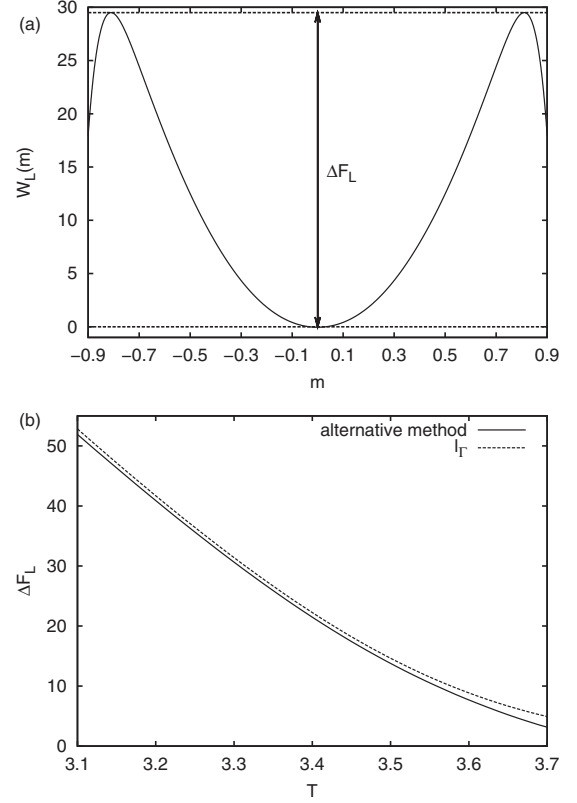 (a)
30
25
20
15
10
5
0
W_L(m)
ΔF_L
−0.9 −0.7 −0.5 −0.3 −0.1 0.1 0.3 0.5 0.7 0.9
m
(b)
alternative method
I_Γ
50
40
30
20
10
0
ΔF_L
3.1 3.2 3.3 3.4 3.5 3.6 3.7
T